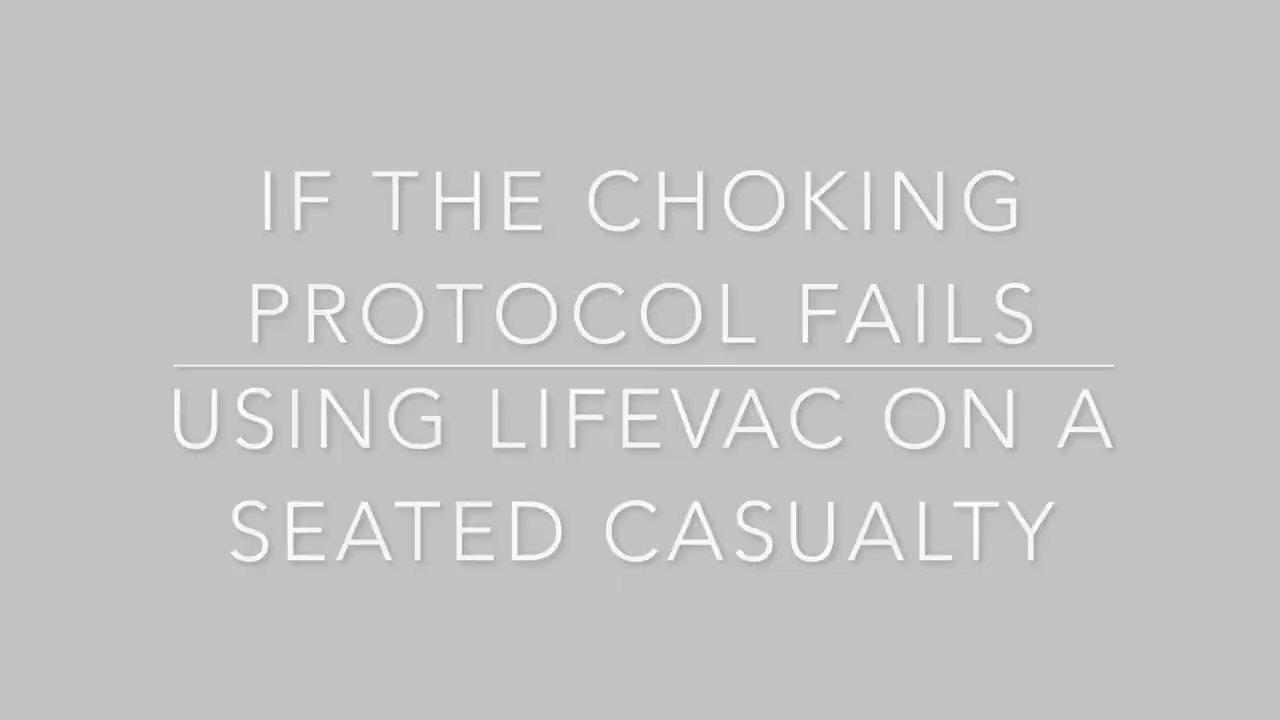 IF THE CHOKING
PROTOCOL FAILS
USING LIFEVAC ON A
SEATED CASUALTY